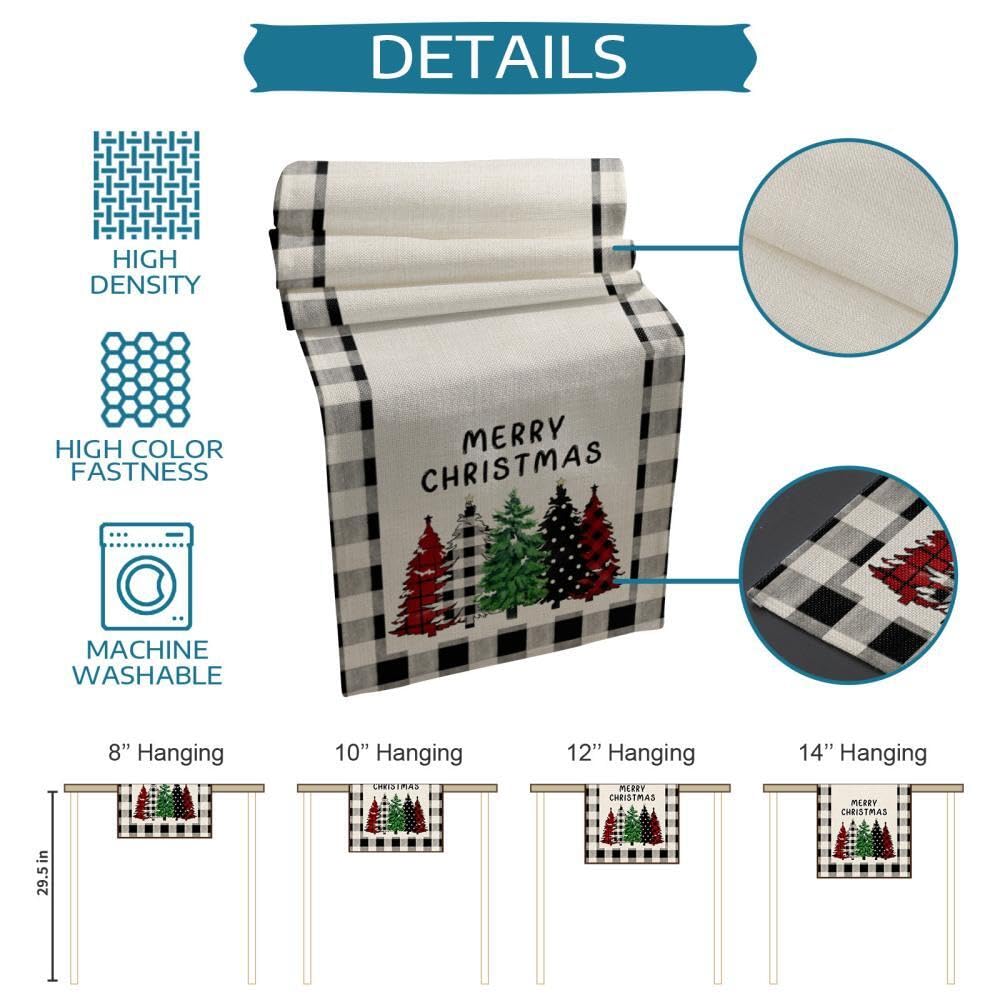 DETAILS
HIGH
DENSITY
HIGH COLOR
FASTNESS
MACHINE
WASHABLE
MERRY
CHRISTMAS
8’’ Hanging
10’’ Hanging
12’’ Hanging
14’’ Hanging
29.5 in
CHRISTMAS
MERRY
CHRISTMAS
MERRY
CHRISTMAS